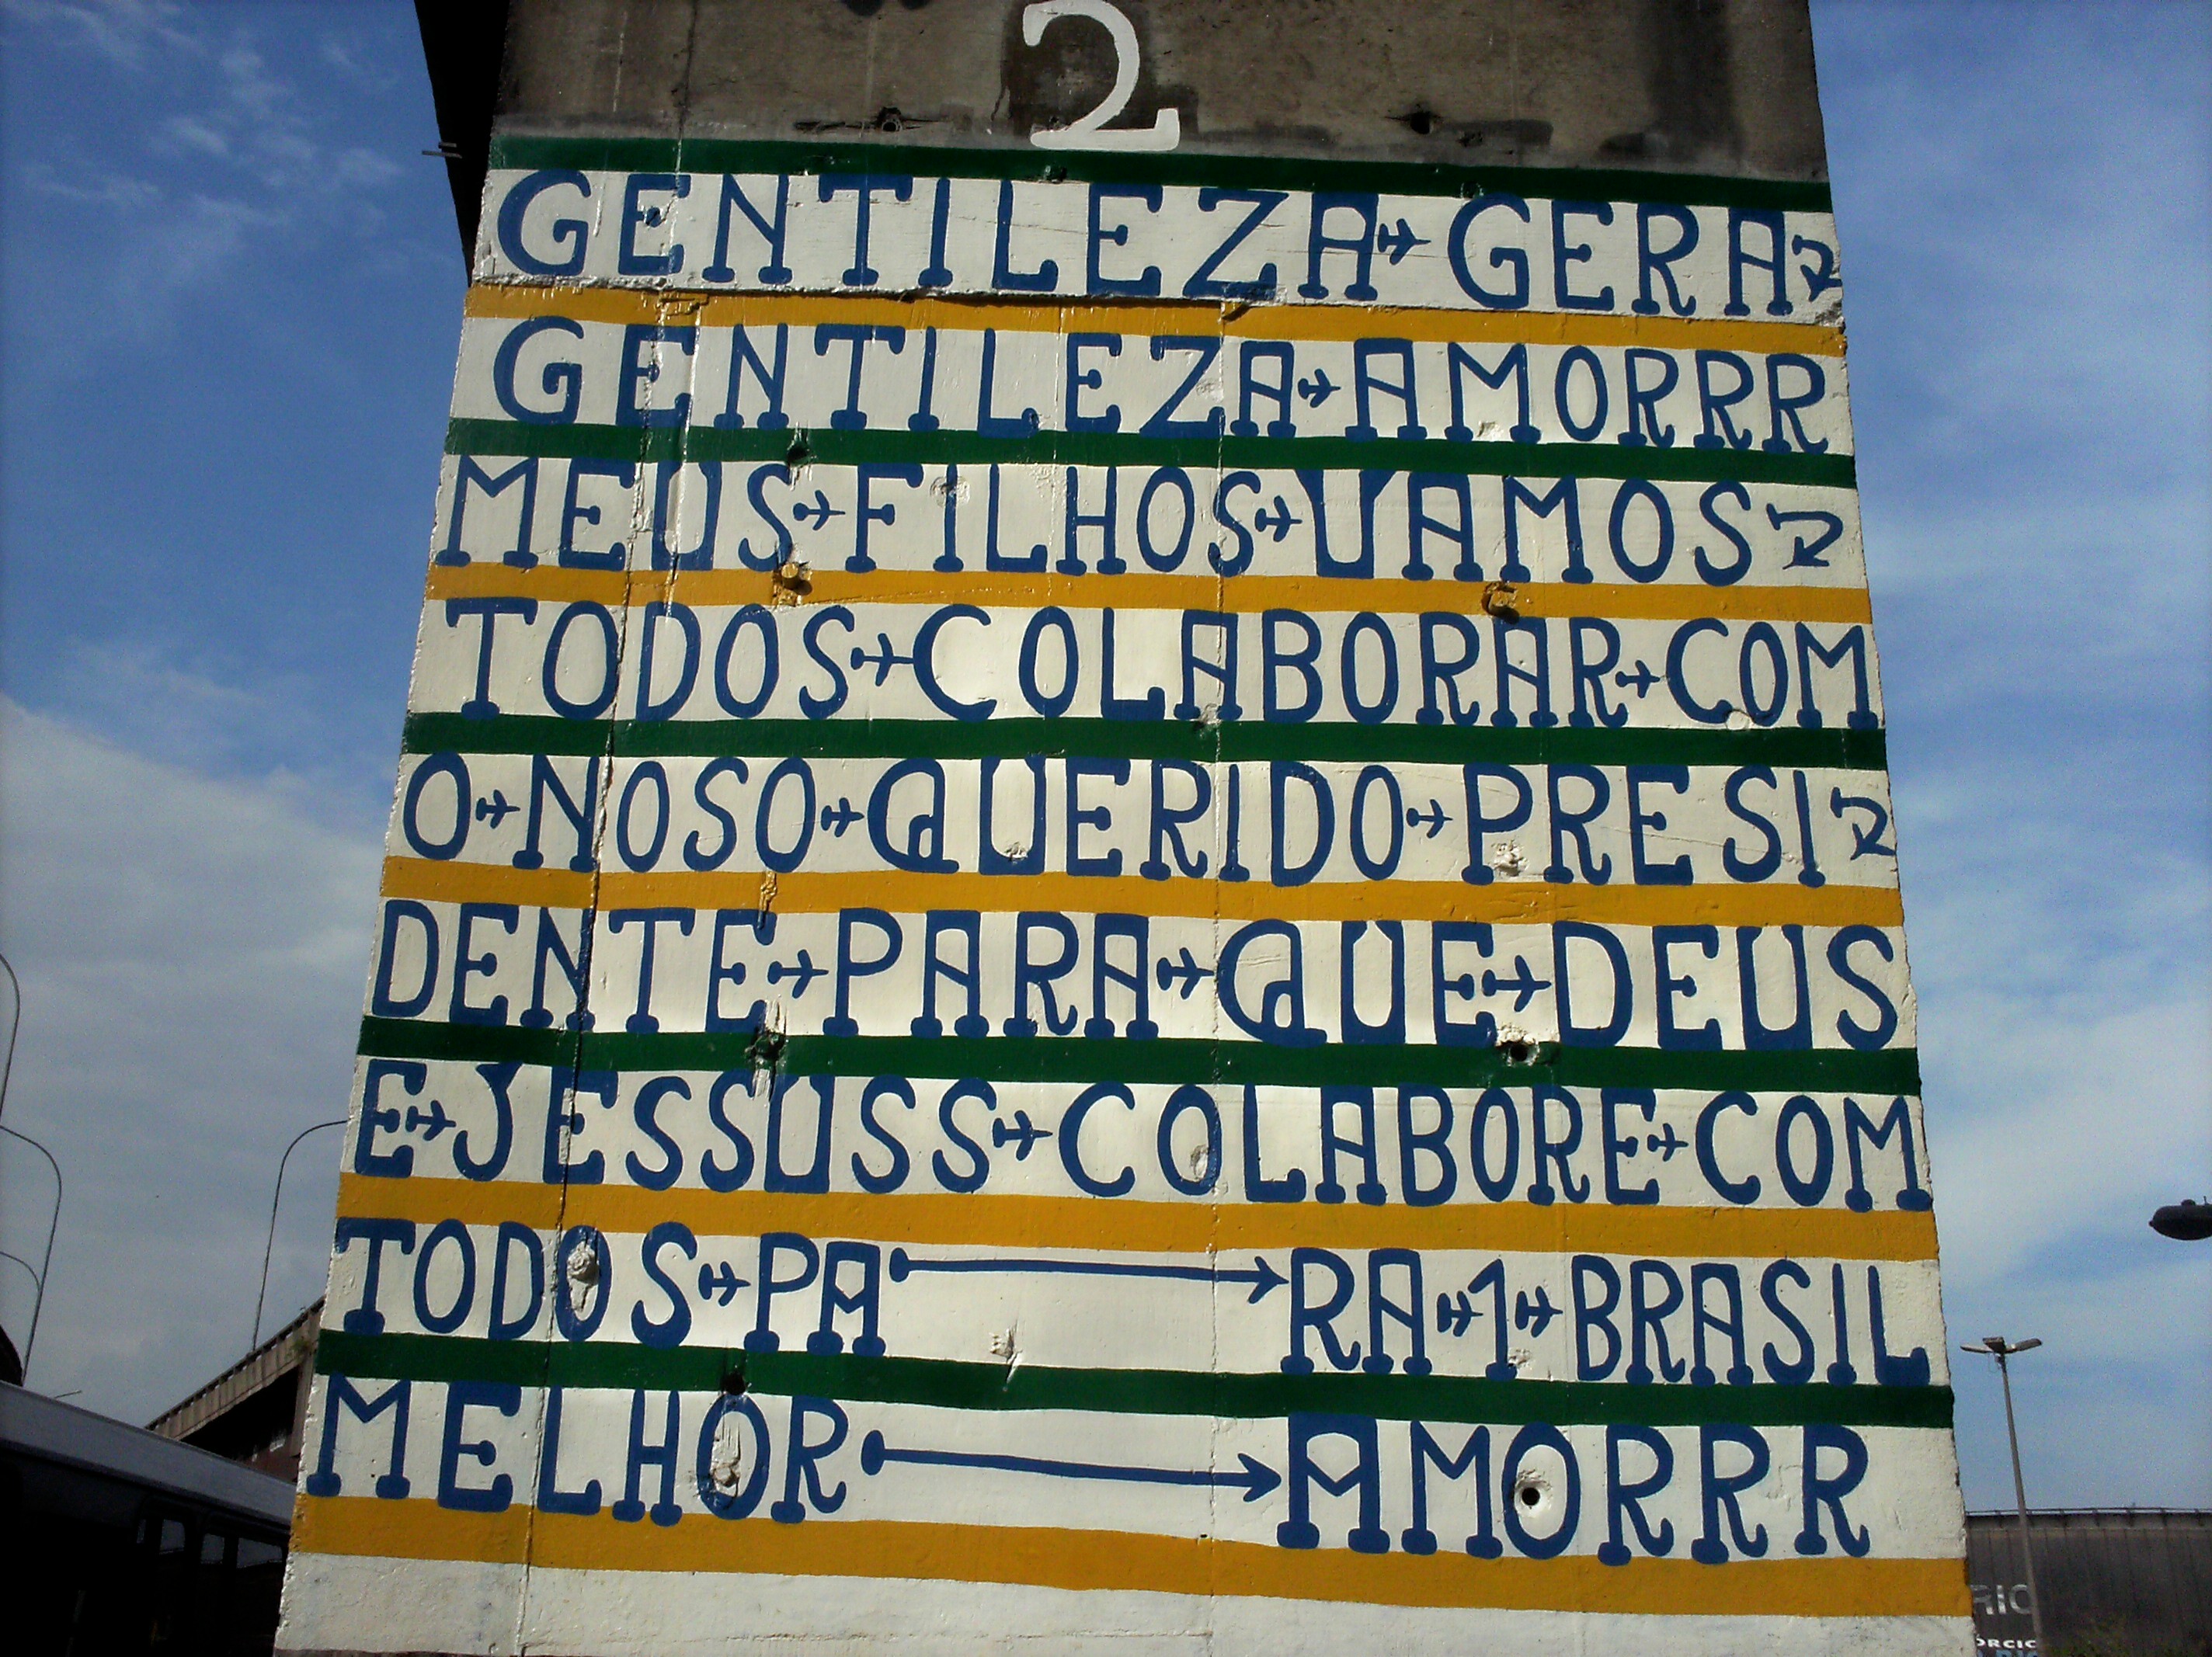 2
GENTILEZA GERA
GENTILEZA AMORRR
MEUS FILHOS VAMOS
TODOS COLABORAR COM
O NOSO QUERIDO PRESI
DENTE PARA QUE DEUS
E JESSUSS COLABORE COM
TODOS PA RA 1 BRASIL
MELHOR AMORRR
RIO